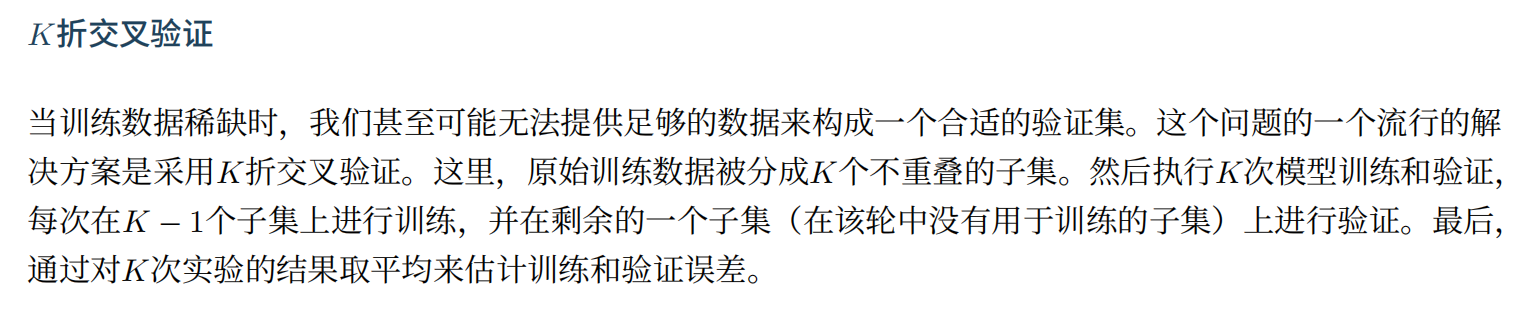 K折交叉验证
当训练数据稀缺时，我们甚至可能无法提供足够的数据来构成一个合适的验证集。这个问题的一个流行的解
决方案是采用K折交叉验证。这里，原始训练数据被分成K个不重叠的子集。然后执行K次模型训练和验证，
每次在K − 1个子集上进行训练，并在剩余的一个子集（在该轮中没有用于训练的子集）上进行验证。最后，
通过对K次实验的结果取平均来估计训练和验证误差。